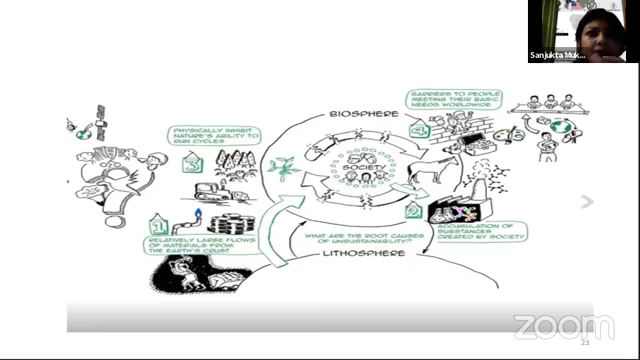 Sanjukta Muk...
BARRIERS TO PEOPLE
MEETING THEIR BASIC
NEEDS WORLDWIDE
BIOSPHERE
4
PHYSICALLY INHIBIT
NATURE'S ABILITY TO
RUN CYCLES
3
SOCIETY
1
RELATIVELY LARGE FLOWS
OF MATERIALS FROM
THE EARTH'S CRUST
2
ACCUMULATION OF
SUBSTANCES
CREATED BY SOCIETY
WHAT ARE THE ROOT CAUSES
OF UNSUSTAINABILITY?
LITHOSPHERE
zoom
23